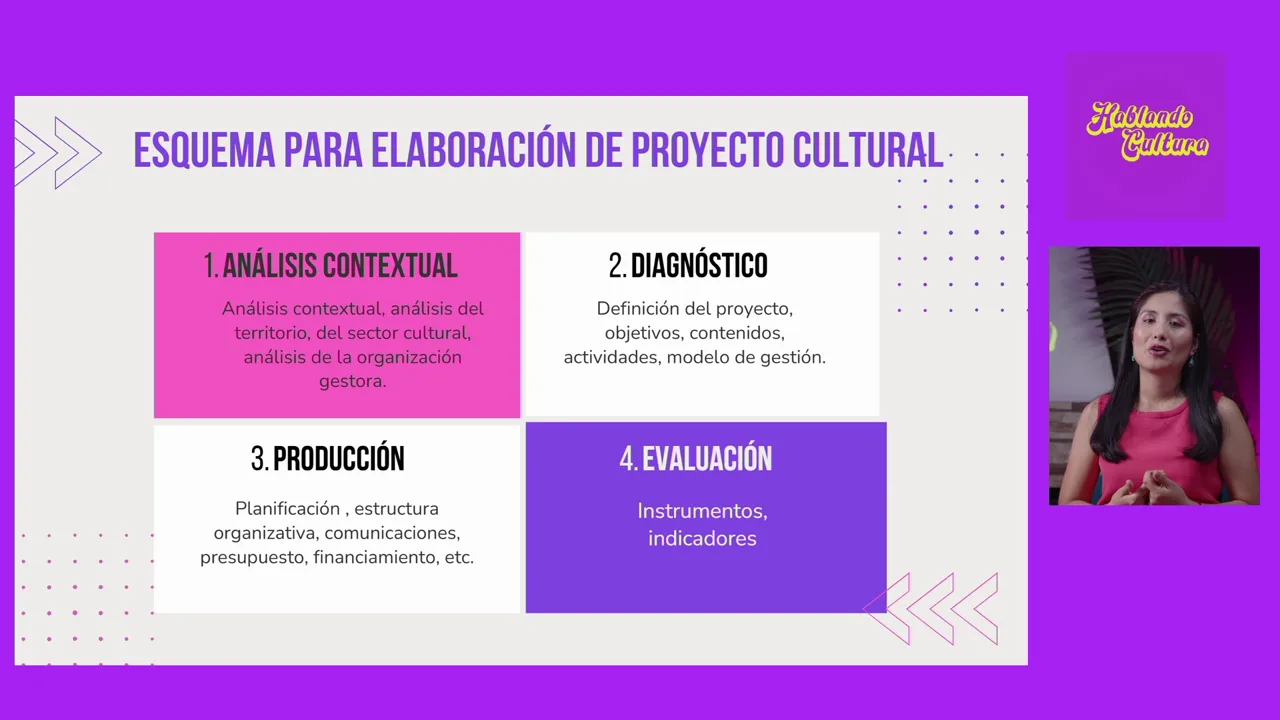 ESQUEMA PARA ELABORACIÓN DE PROYECTO CULTURAL
1. ANÁLISIS CONTEXTUAL
Análisis contextual, análisis del
territorio, del sector cultural,
análisis de la organización
gestora.
2. DIAGNÓSTICO
Definición del proyecto,
objetivos, contenidos,
actividades, modelo de gestión.
3. PRODUCCIÓN
Planificación , estructura
organizativa, comunicaciones,
presupuesto, financiamiento, etc.
4. EVALUACIÓN
Instrumentos,
indicadores
Hablando
Cultura